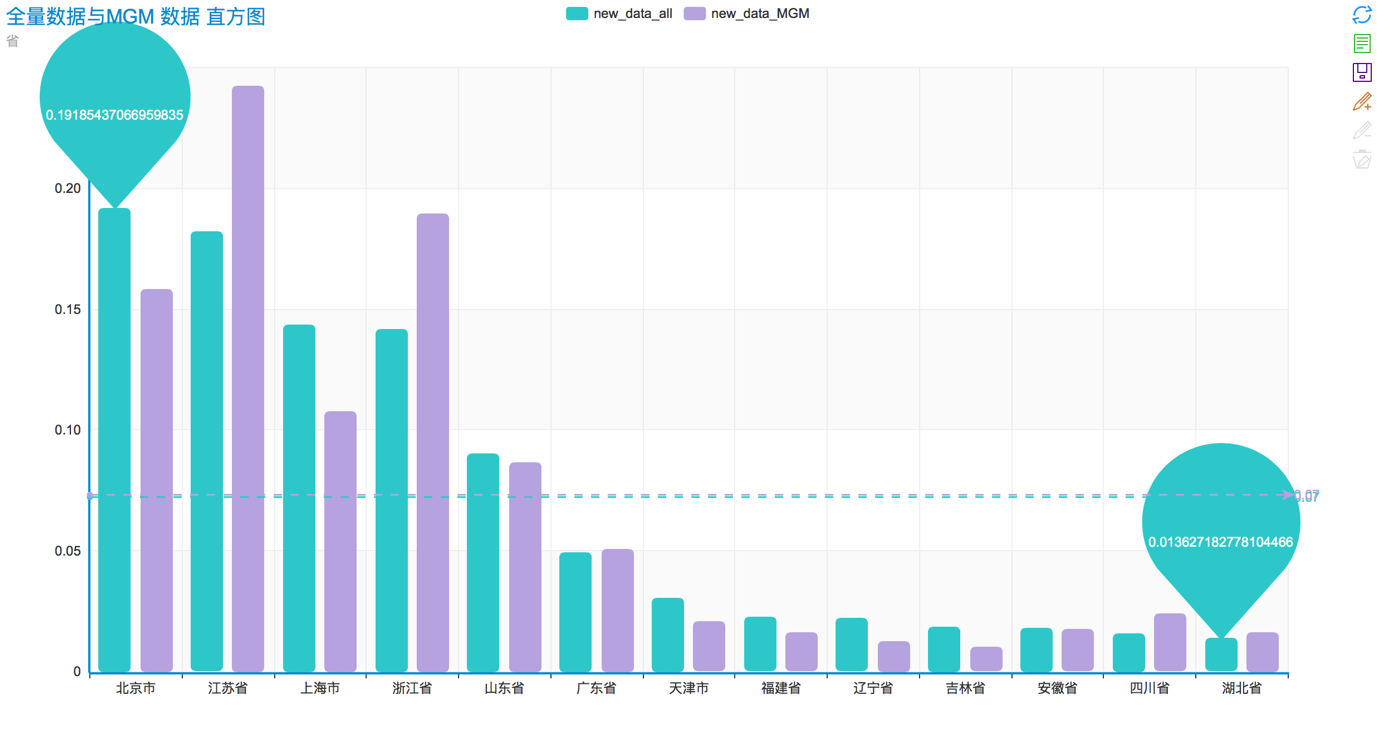 全量数据与MGM 数据 直方图
省
new_data_all
new_data_MGM
0.19185437066959835
0.20
0.15
0.10
0.05
0
0.07
0.07
0.013627182778104466
北京市
江苏省
上海市
浙江省
山东省
广东省
天津市
福建省
辽宁省
吉林省
安徽省
四川省
湖北省